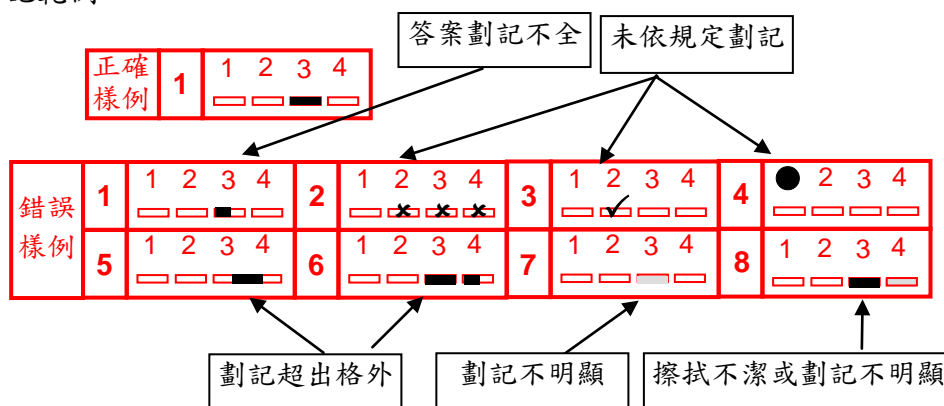 答案劃記不全 未依規定劃記
正確樣例 1 1 2 3 4
錯誤樣例
1 1 2 3 4 2 1 2 3 4 3 1 2 3 4 4 2 3 4
5 1 2 3 4 6 1 2 3 4 7 1 2 3 4 8 1 2 3 4
劃記超出格外 劃記不明顯 擦拭不潔或劃記不明顯